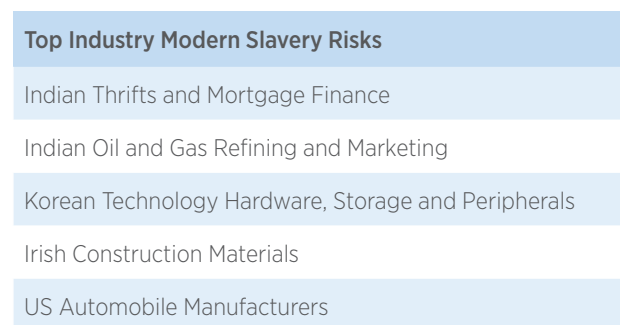 Top Industry Modern Slavery Risks
Indian Thrifts and Mortgage Finance
Indian Oil and Gas Refining and Marketing
Korean Technology Hardware, Storage and Peripherals
Irish Construction Materials
US Automobile Manufacturers